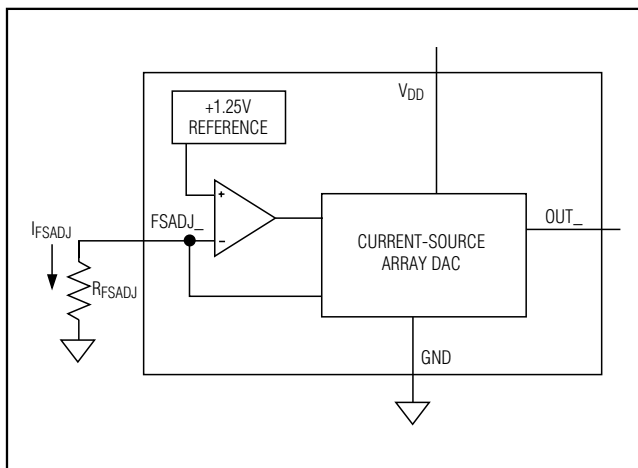 +1.25V
REFERENCE
V_DD
I_FSADJ
FSADJ_
+
-
R_FSADJ
CURRENT-SOURCE
ARRAY DAC
OUT_
GND